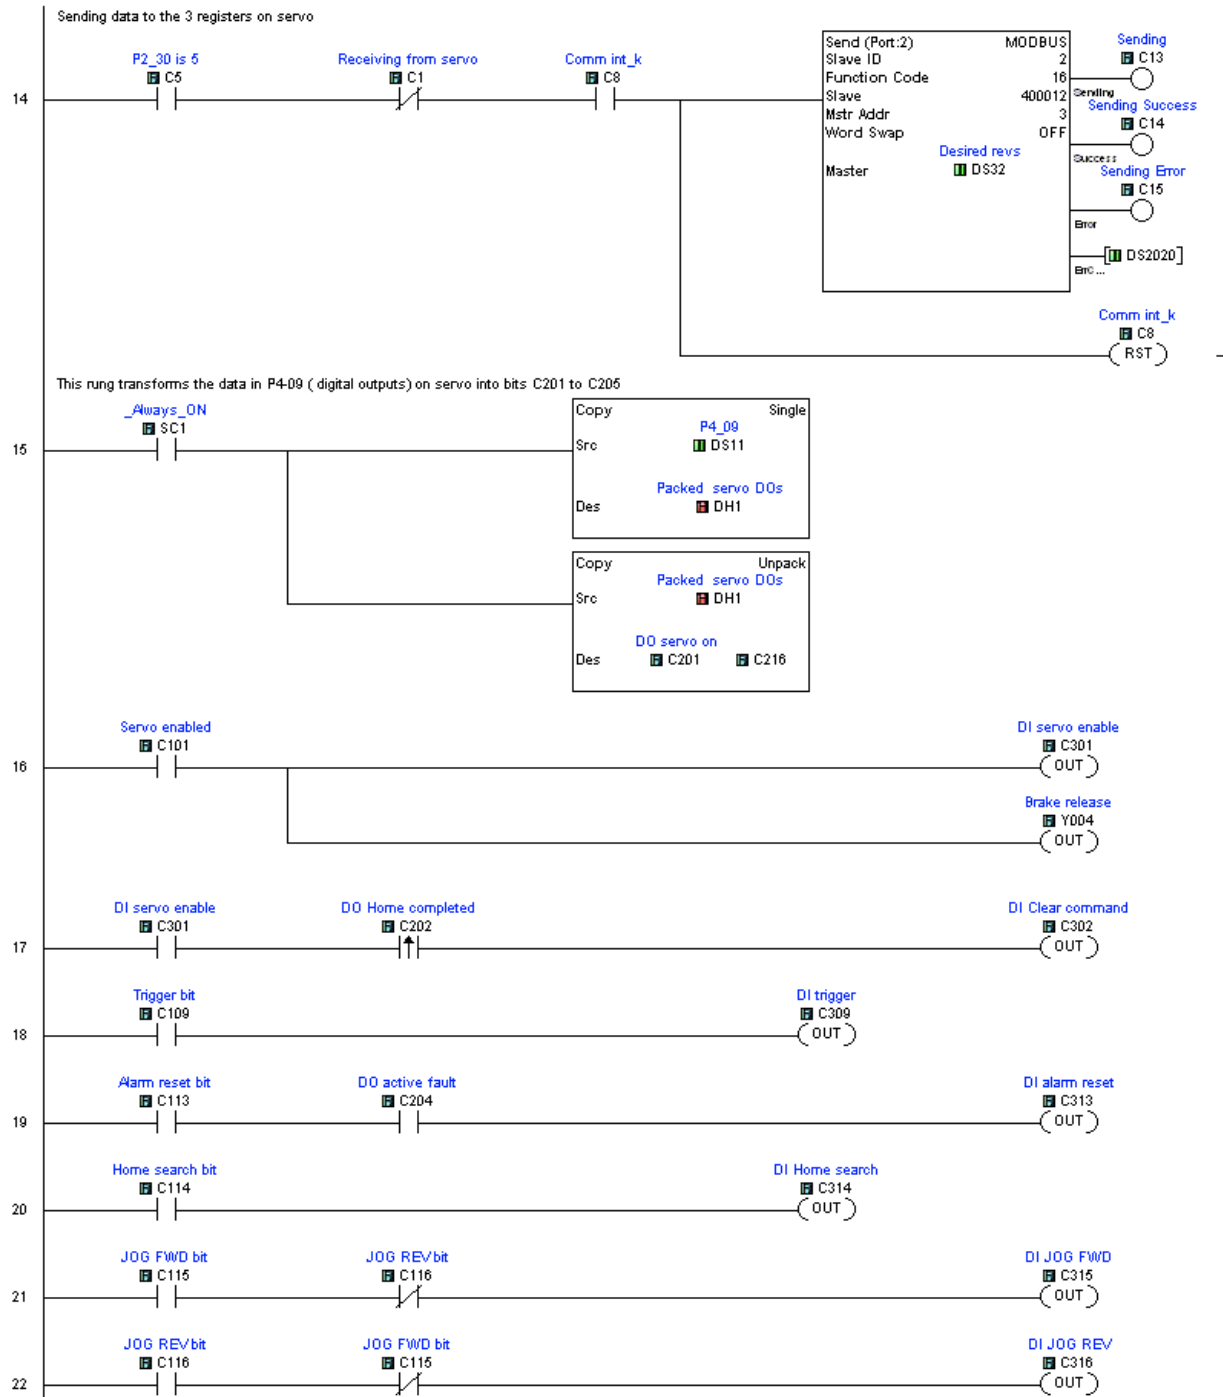 Sending data to the 3 registers on servo
P2_30 is 5
C5
Receiving from servo
C1
Comm int_k
C8
14
Send (Port:2) MODBUS
Slave ID 2
Function Code 16
Slave 400012
Mstr Addr 3
Word Swap OFF
Desired revs
Master DS32
Sending
C13
Sending
Sending Success
C14
Success
Sending Error
C15
Error
DS2020
ErrC...
Comm int_k
C8
RST
This rung transforms the data in P4-09 ( digital outputs) on servo into bits C201 to C205
_Always_ON
SC1
15
Copy Single
P4_09
Src DS11
Packed servo DOs
Des DH1
Copy Unpack
Packed servo DOs
Src DH1
DO servo on
Des C201 C216
Servo enabled
C101
16
DI servo enable
C301
OUT
Brake release
Y004
OUT
DI servo enable
C301
DO Home completed
C202
DI Clear command
C302
17
OUT
Trigger bit
C109
DI trigger
C309
18
OUT
Alarm reset bit
C113
DO active fault
C204
DI alarm reset
C313
19
OUT
Home search bit
C114
DI Home search
C314
20
OUT
JOG FWD bit
C115
JOG REV bit
C116
DI JOG FWD
C315
21
OUT
JOG REV bit
C116
JOG FWD bit
C115
DI JOG REV
C316
22
OUT